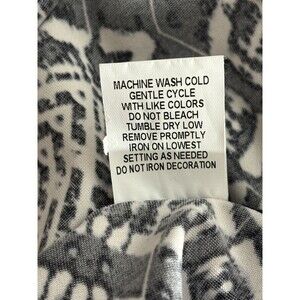 MACHINE WASH COLD
GENTLE CYCLE
WITH LIKE COLORS
DO NOT BLEACH
TUMBLE DRY LOW
REMOVE PROMPTLY
IRON ON LOWEST
SETTING AS NEEDED
DO NOT IRON DECORATION